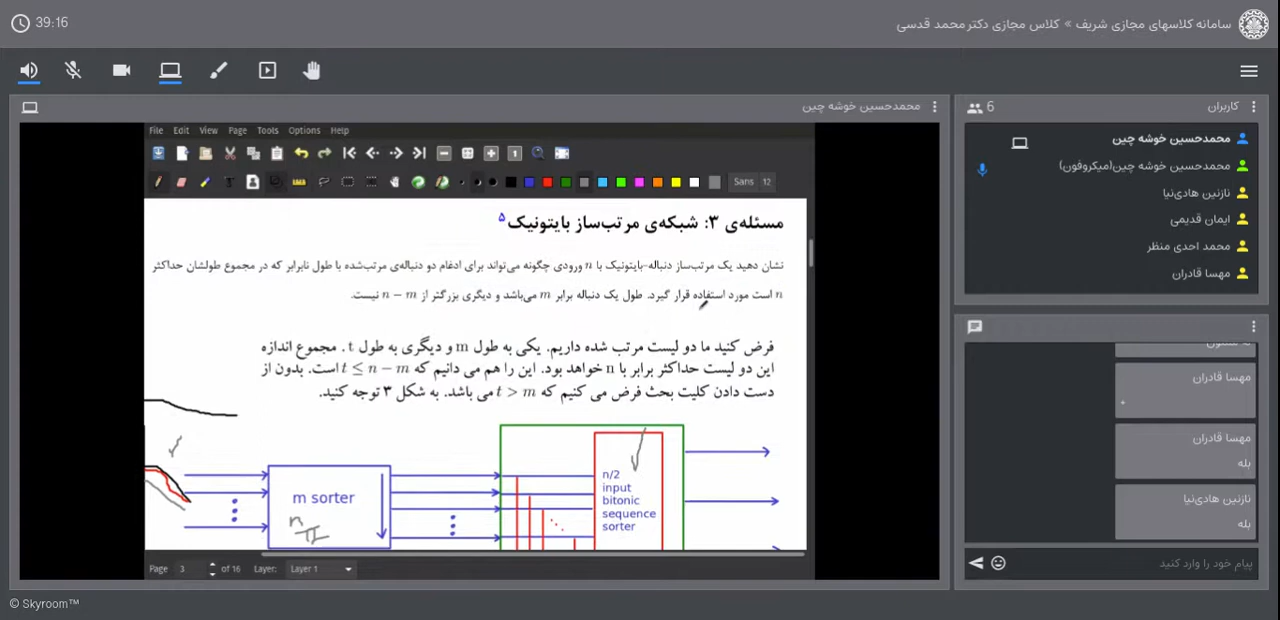 39:16
سامانه کلاسهای مجازی شریف » کلاس مجازی دکتر محمد قدسی
محمدحسین خوشه چین
6
کاربران
محمدحسین خوشه چین
محمدحسین خوشه چین(میکروفون)
نازنین هادی‌نیا
ایمان قدیمی
محمد احدی منظر
مهسا قادران
File Edit View Page Tools Options Help
Sans 12
مسئله‌ی ۳: شبکه‌ی مرتب‌ساز بایتونیک۵
نشان دهید یک مرتب‌ساز دنباله-بایتونیک با n ورودی چگونه می‌تواند برای ادغام دو دنباله‌ی مرتب‌شده با طول نابرابر که در مجموع طولشان حداکثر
n است مورد استفاده قرار گیرد. طول یک دنباله برابر m می‌باشد و دیگری بزرگتر از n − m نیست.
فرض کنید ما دو لیست مرتب شده داریم. یکی به طول m و دیگری به طول t . مجموع اندازه
این دو لیست حداکثر برابر با n خواهد بود. این را هم می دانیم که t ≤ n − m است. بدون از
دست دادن کلیت بحث فرض می کنیم که t > m می باشد. به شکل ۳ توجه کنید.
m sorter
n/2
input
bitonic
sequence
sorter
Page 3 of 16 Layer: Layer 1
مهسا قادران
+
مهسا قادران
بله
نازنین هادی‌نیا
بله
پیام خود را وارد کنید
© Skyroom™